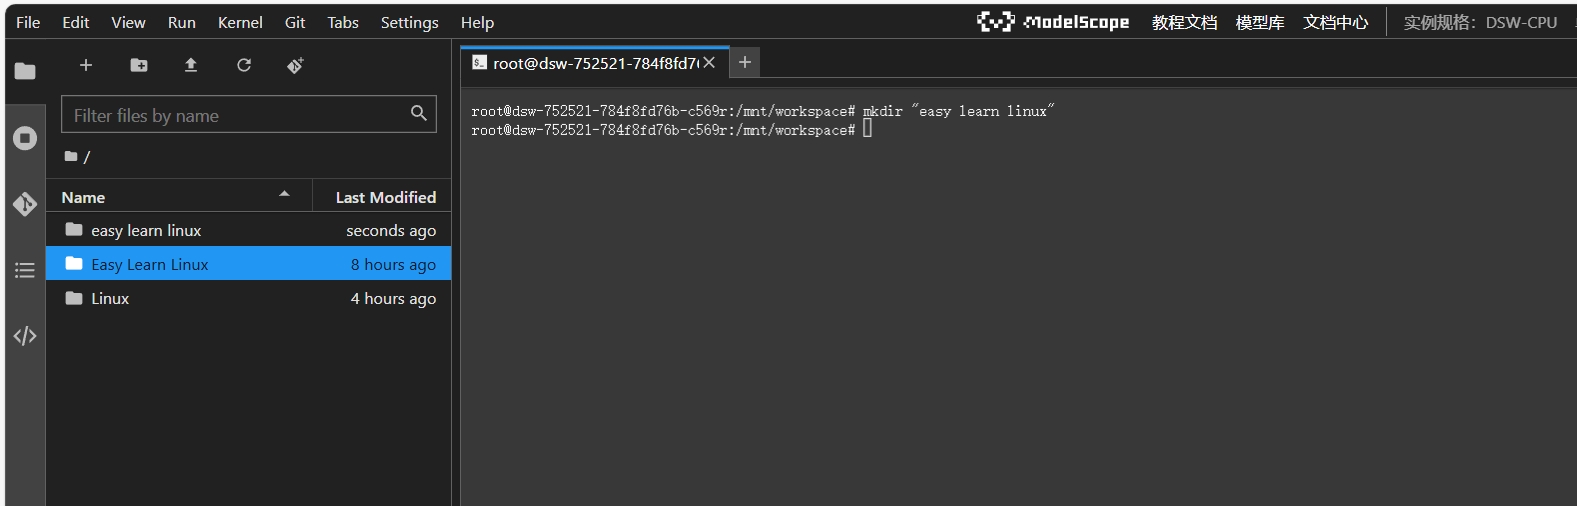 File Edit View Run Kernel Git Tabs Settings Help ModelScope 教程文档 模型库 文档中心 实例规格: DSW-CPU
root@dsw-752521-784f8fd76
Filter files by name
/
Name Last Modified
easy learn linux seconds ago
Easy Learn Linux 8 hours ago
Linux 4 hours ago
root@dsw-752521-784f8fd76b-c569r:/mnt/workspace# mkdir "easy learn linux"
root@dsw-752521-784f8fd76b-c569r:/mnt/workspace#